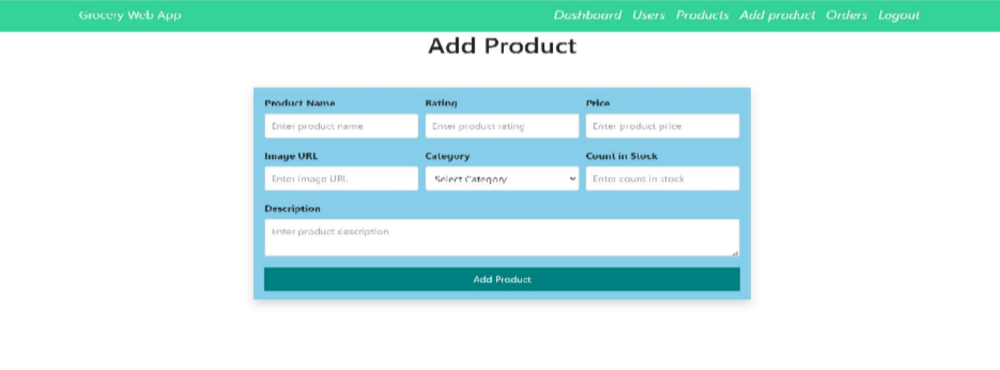 Grocery Web App Dashboard Users Products Add product Orders Logout
Add Product
Product Name Rating Price
Enter product name Enter product rating Enter product price
Image URL Category Count in Stock
Enter image URL Select Category Enter count in stock
Description
Enter product description
Add Product